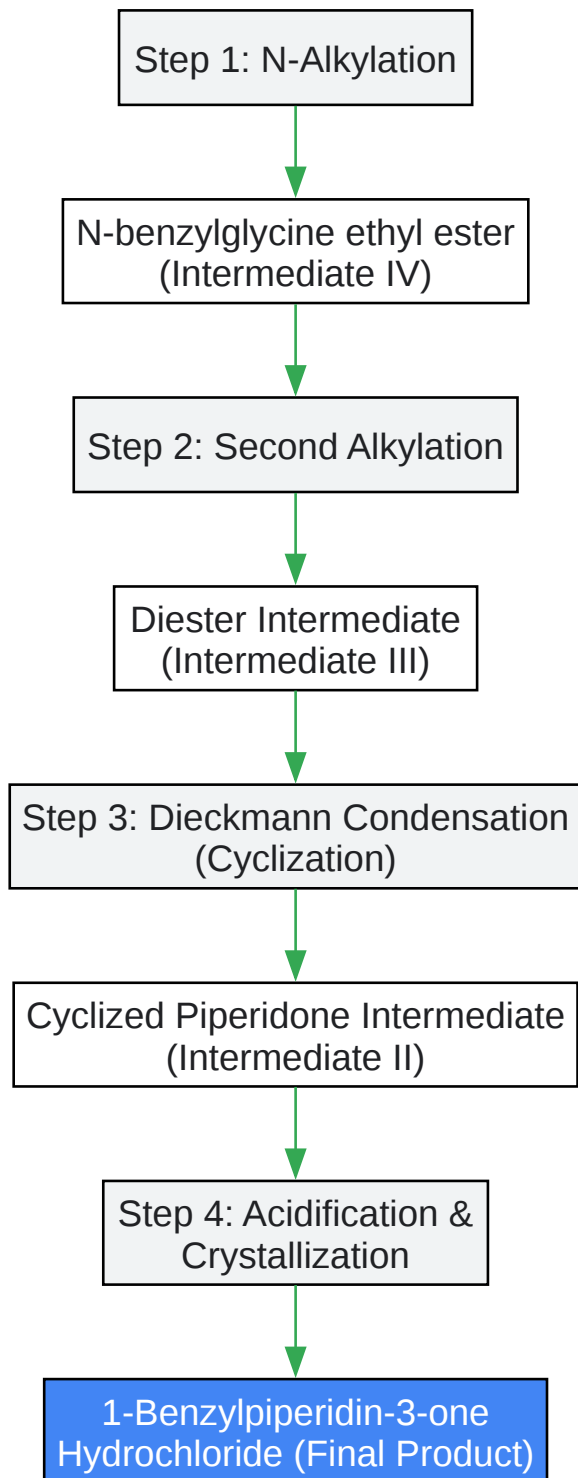 Step 1: N-Alkylation
N-benzylglycine ethyl ester
(Intermediate IV)
Step 2: Second Alkylation
Diester Intermediate
(Intermediate III)
Step 3: Dieckmann Condensation
(Cyclization)
Cyclized Piperidone Intermediate
(Intermediate II)
Step 4: Acidification &
Crystallization
1-Benzylpiperidin-3-one
Hydrochloride (Final Product)